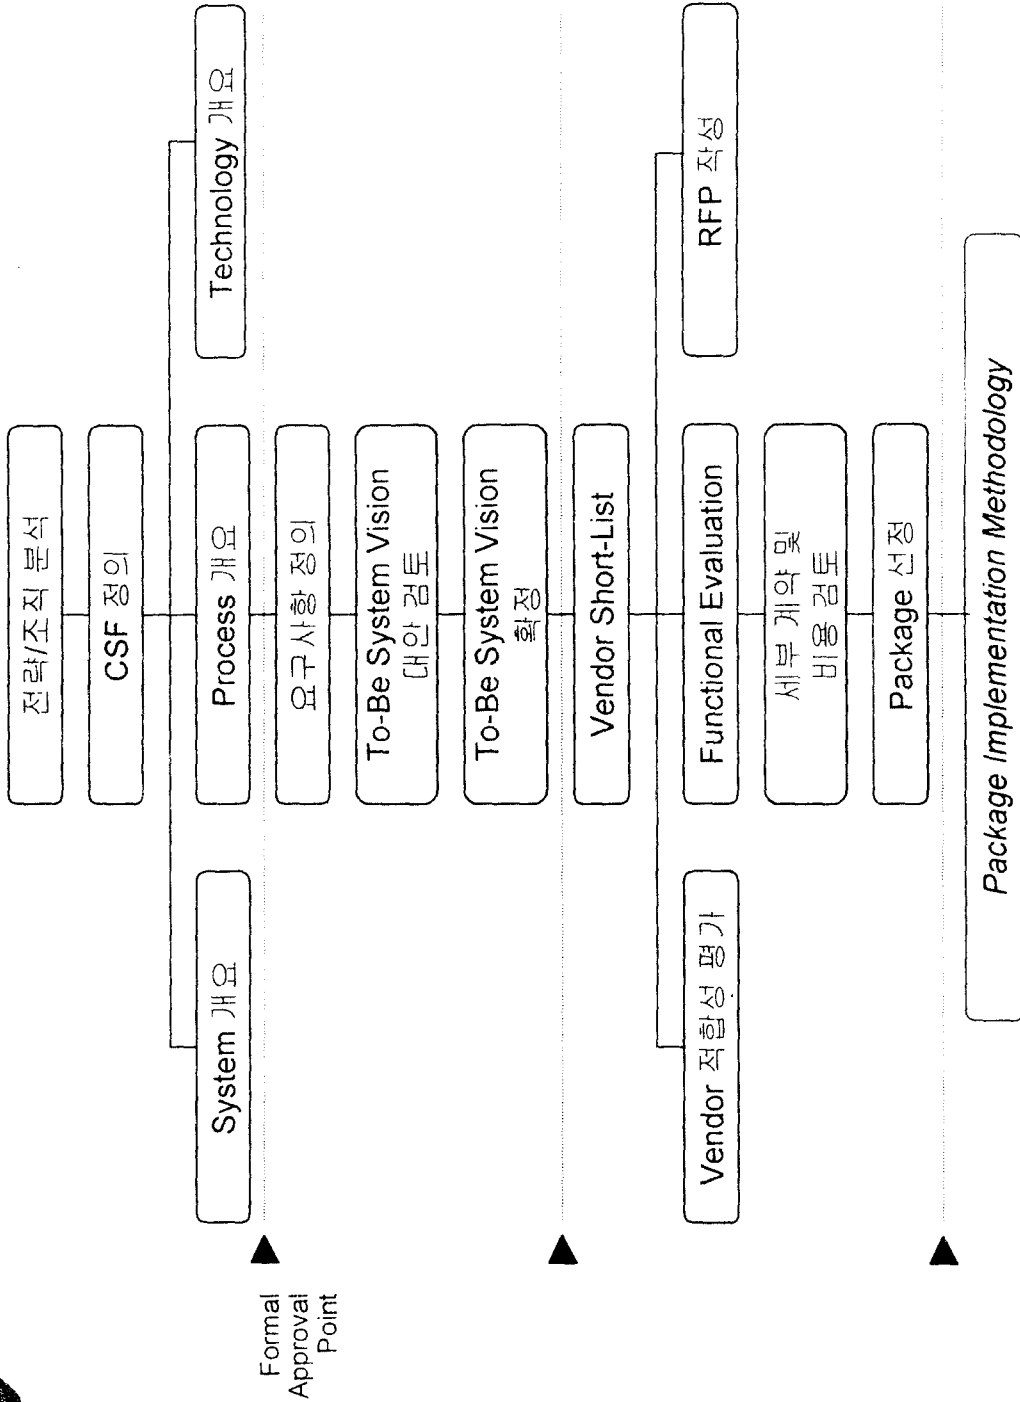 전략/조직 분석
CSF 정의
System 개요
Process 개요
Technology 개요
Formal
Approval
Point
요구사항 정의
To-Be System Vision
대안 검토
To-Be System Vision
확정
Vendor Short-List
Vendor 적합성 평가
Functional Evaluation
RFP 작성
세부 계약 및
비용 검토
Package 선정
Package Implementation Methodology